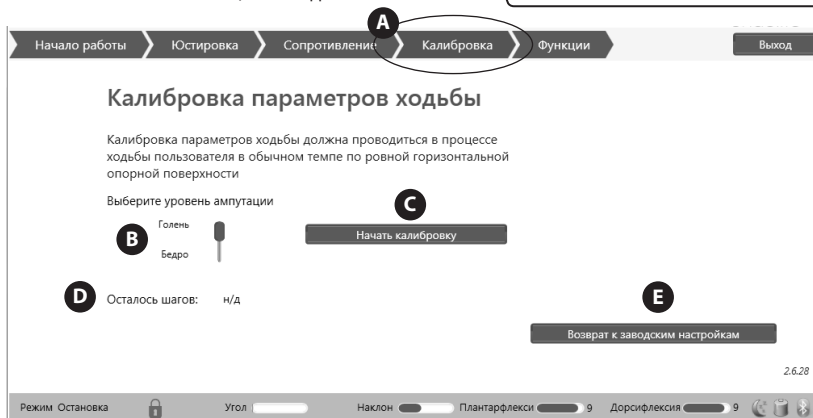 A
Начало работы Юстировка Сопротивление Калибровка Функции Выход
Калибровка параметров ходьбы
Калибровка параметров ходьбы должна проводиться в процессе
ходьбы пользователя в обычном темпе по ровной горизонтальной
опорной поверхности
Выберите уровень ампутации
C
Голень
B
Начать калибровку
Бедро
D Осталось шагов: н/д
E
Возврат к заводским настройкам
2.6.28
Режим Остановка Угол Наклон Плантарфлекси 9 Дорсифлексия 9